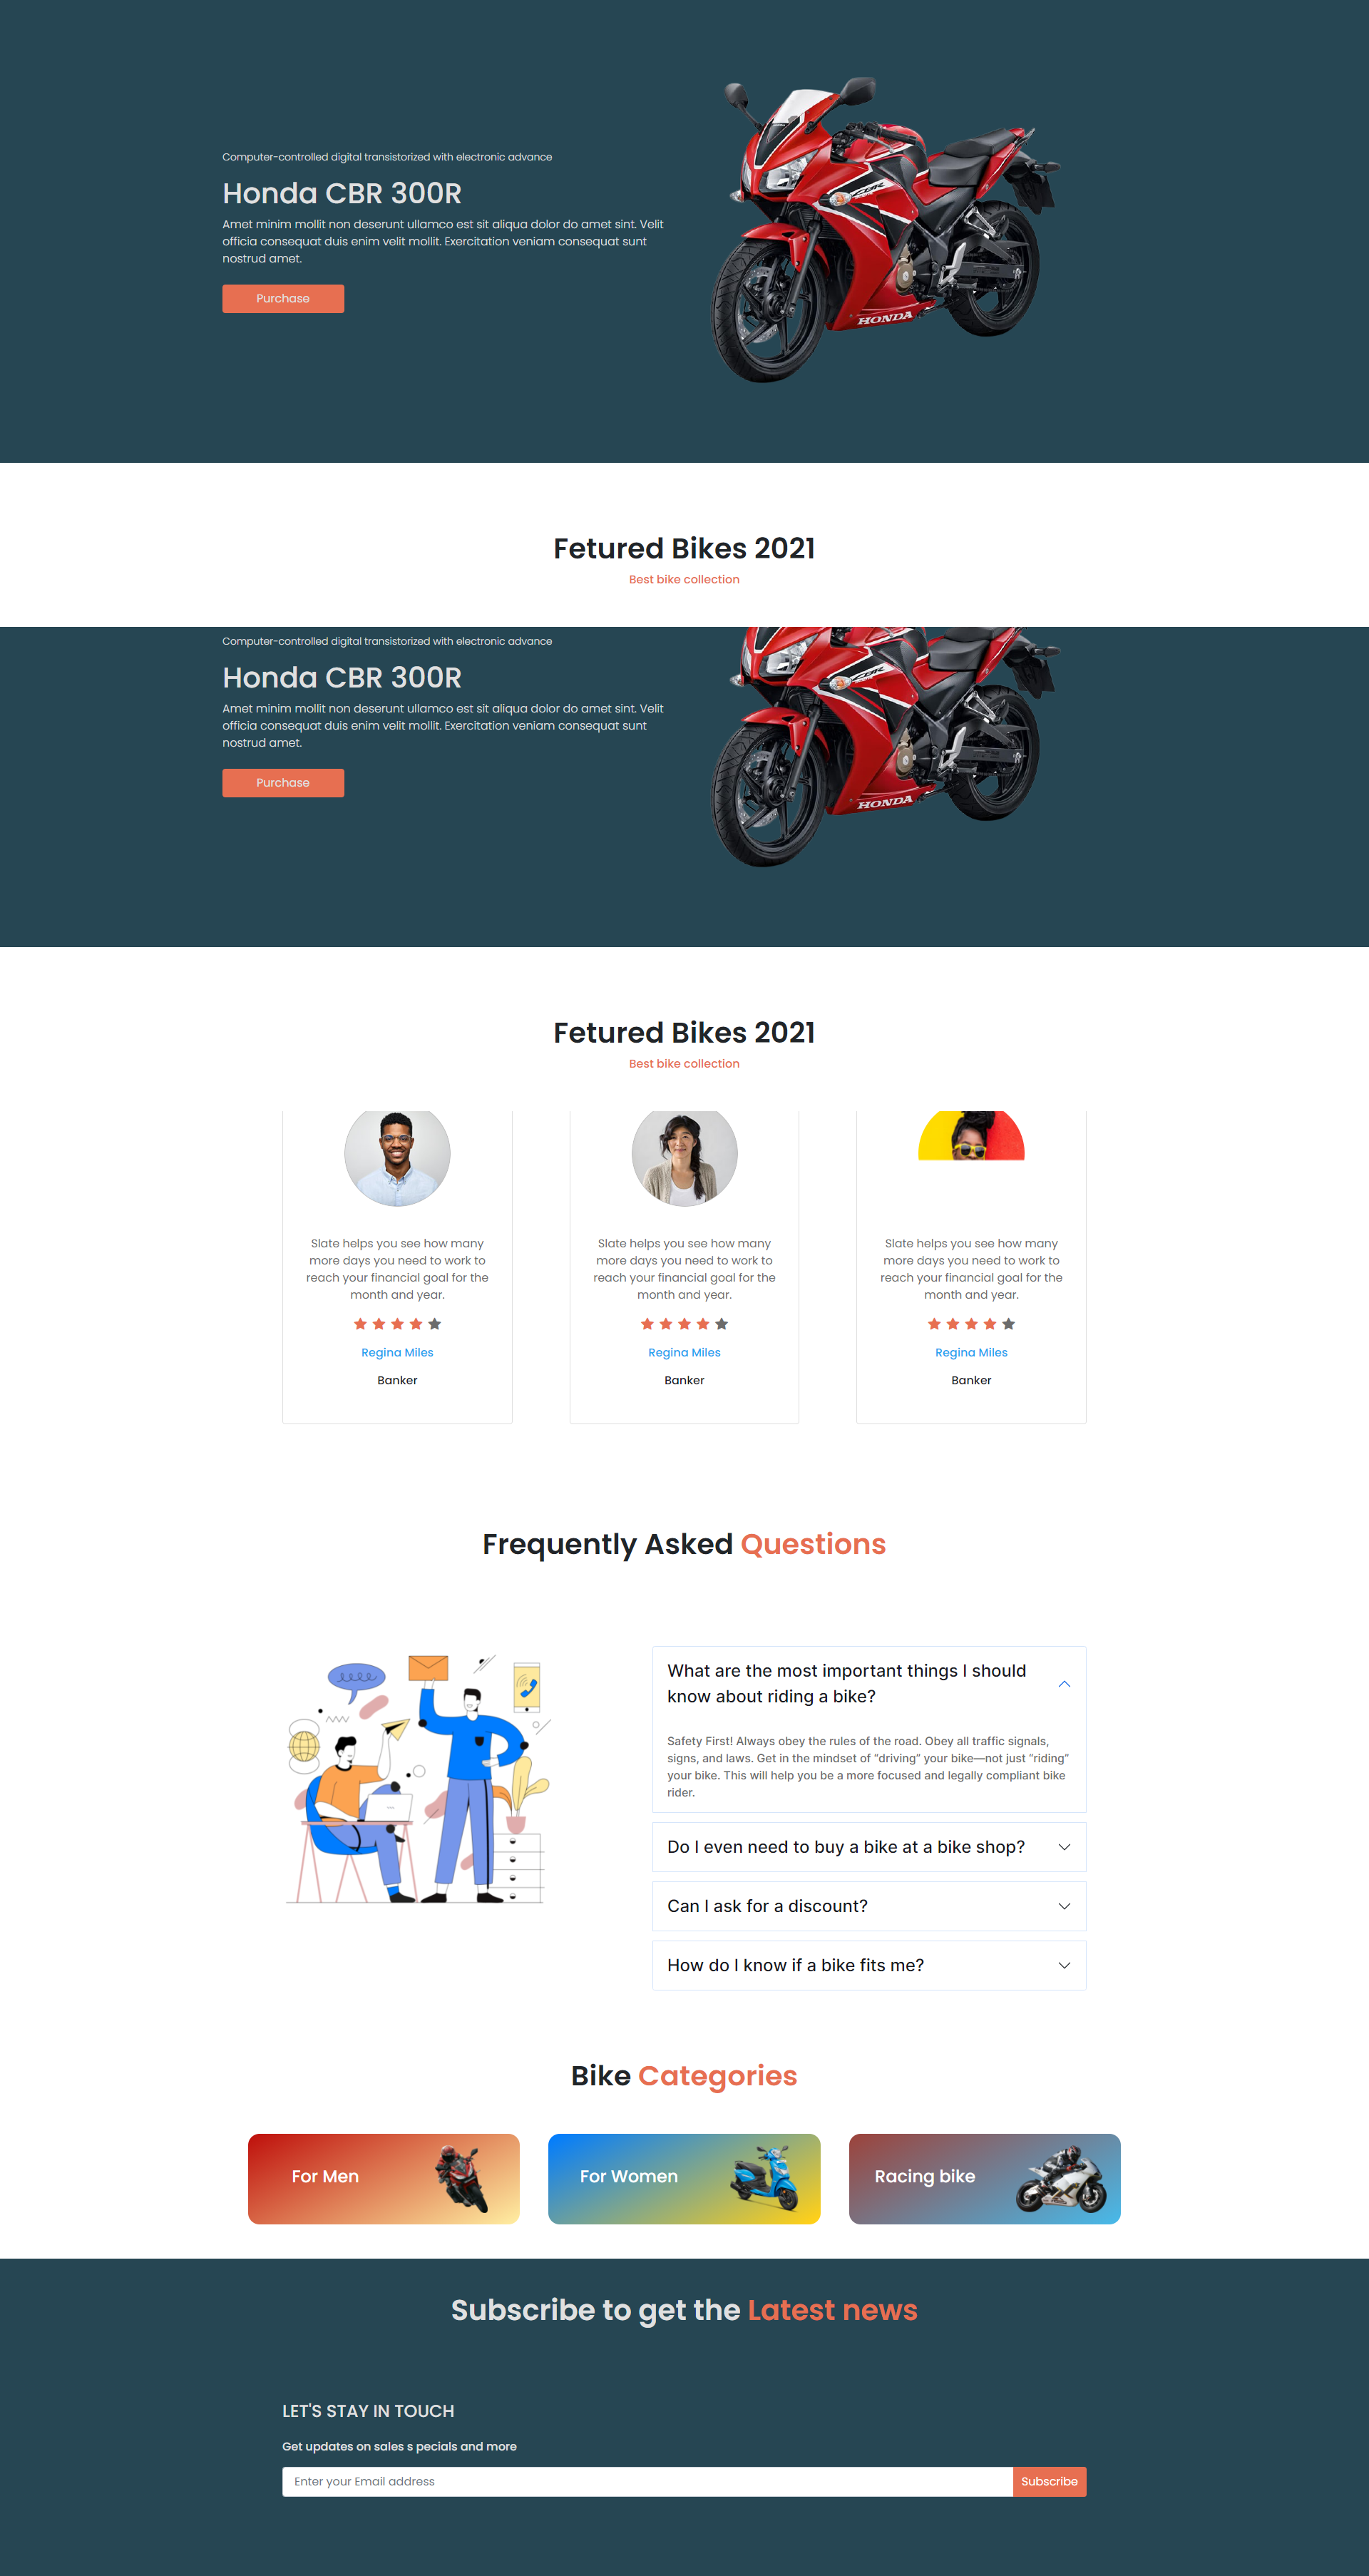 Computer-controlled digital transistorized with electronic advance
Honda CBR 300R
Amet minim mollit non deserunt ullamco est sit aliqua dolor do amet sint. Velit
officia consequat duis enim velit mollit. Exercitation veniam consequat sunt
nostrud amet.
Purchase
CBR
HONDA
Fetured Bikes 2021
Best bike collection
Computer-controlled digital transistorized with electronic advance
Honda CBR 300R
Amet minim mollit non deserunt ullamco est sit aliqua dolor do amet sint. Velit
officia consequat duis enim velit mollit. Exercitation veniam consequat sunt
nostrud amet.
Purchase
CBR
HONDA
Fetured Bikes 2021
Best bike collection
Slate helps you see how many
more days you need to work to
reach your financial goal for the
month and year.
Regina Miles
Banker
Slate helps you see how many
more days you need to work to
reach your financial goal for the
month and year.
Regina Miles
Banker
Slate helps you see how many
more days you need to work to
reach your financial goal for the
month and year.
Regina Miles
Banker
Frequently Asked Questions
What are the most important things I should
know about riding a bike?
Safety First! Always obey the rules of the road. Obey all traffic signals,
signs, and laws. Get in the mindset of “driving” your bike—not just “riding”
your bike. This will help you be a more focused and legally compliant bike
rider.
Do I even need to buy a bike at a bike shop?
Can I ask for a discount?
How do I know if a bike fits me?
Bike Categories
For Men
For Women
Racing bike
Subscribe to get the Latest news
LET'S STAY IN TOUCH
Get updates on sales s pecials and more
Enter your Email address
Subscribe